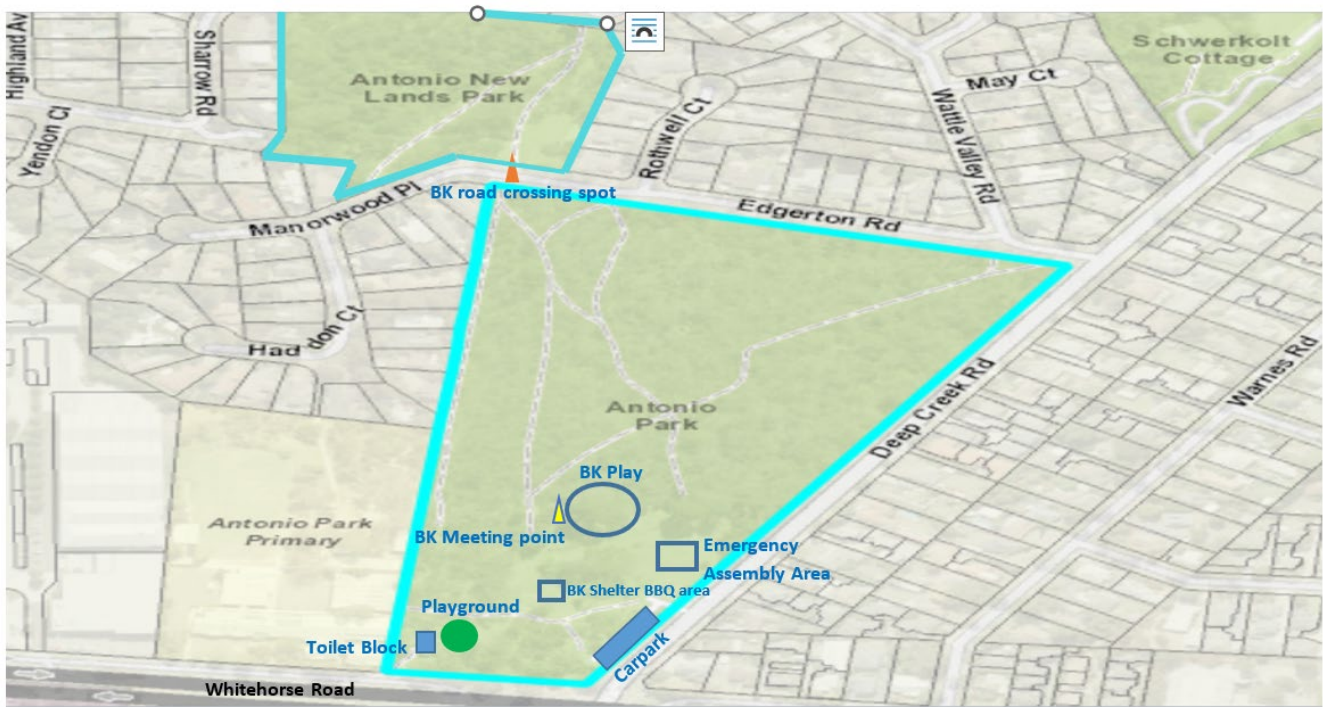 Highland Av
Sharrow Rd
Yendon Cl
Antonio New
Lands Park
Rothwell Ct
May Ct
Wattle Valley Rd
Schwerkolt
Cottage
BK road crossing spot
Manorwood Pl
Edgerton Rd
Haddon Ct
Antonio
Park
Deep Creek Rd
Warnes Rd
BK Play
Antonio Park
Primary
BK Meeting point
Emergency
Assembly Area
BK Shelter BBQ area
Playground
Toilet Block
Carpark
Whitehorse Road